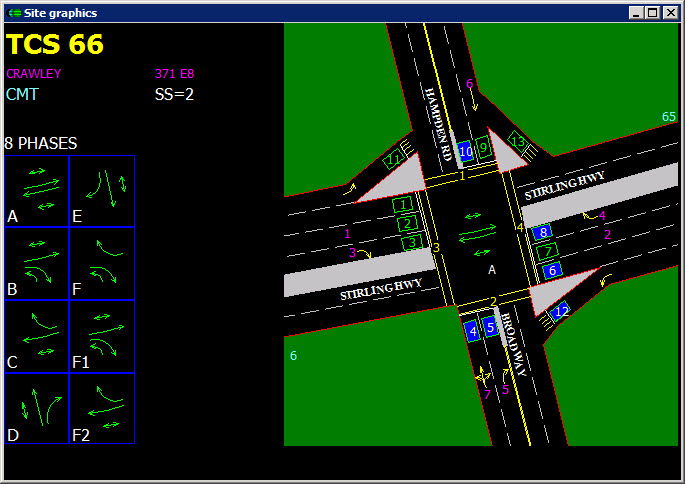 Site graphics
TCS 66
CRAWLEY 371 E8
CMT SS=2
8 PHASES
A E
B F
C F1
D F2
HAMPDEN RD
6
65
10
9
13
11
1
STIRLING HWY
1
2
3
1
3
3
4
4
8
7
6
2
A
STIRLING HWY
6
2
4
5
12
BROADWAY
7
5